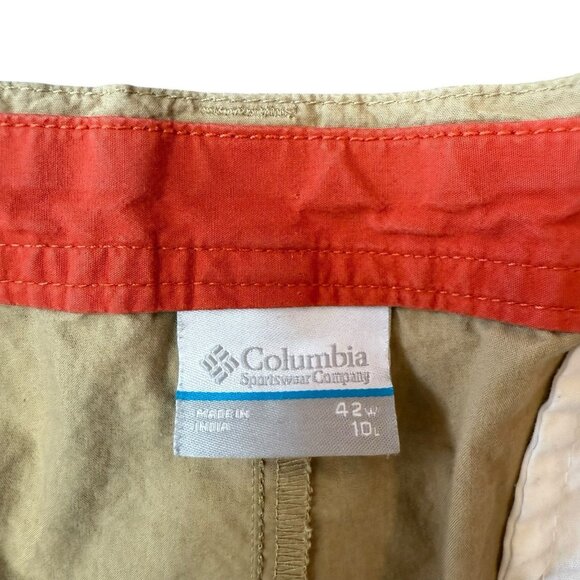 Columbia
Sportswear Company
MADE IN
INDIA
42W
10L